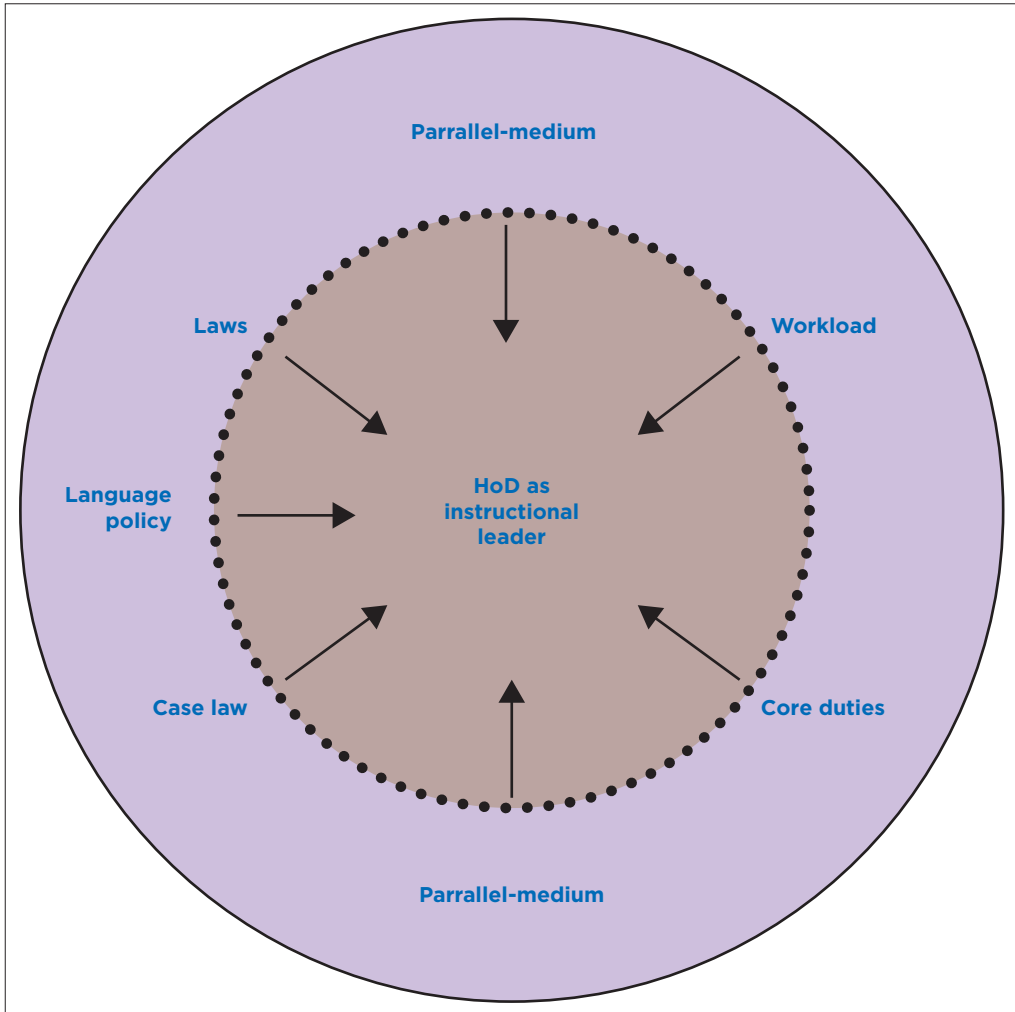 Parrallel-medium
Laws
Workload
Language
policy
HoD as
instructional
leader
Case law
Core duties
Parrallel-medium